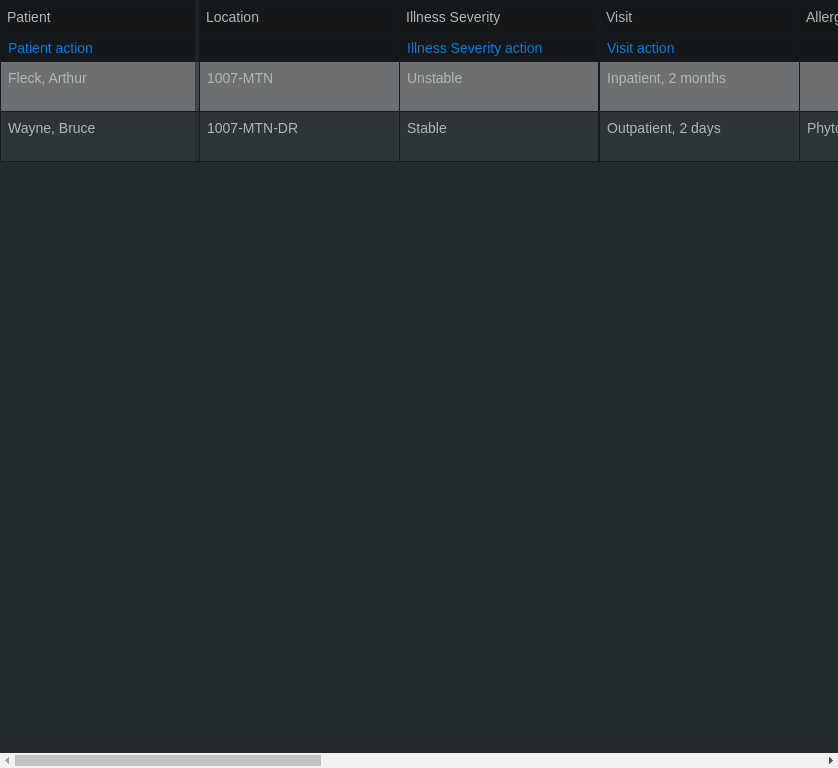 Patient Location Illness Severity Visit Allerg
Patient action Illness Severity action Visit action
Fleck, Arthur 1007-MTN Unstable Inpatient, 2 months
Wayne, Bruce 1007-MTN-DR Stable Outpatient, 2 days Phyto